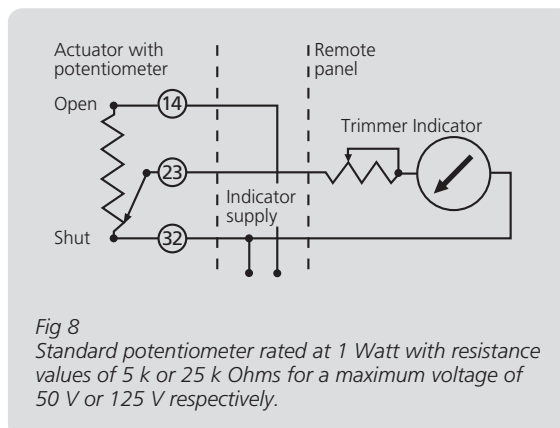 Actuator with
potentiometer
Remote
panel
Open
14
Trimmer Indicator
23
Indicator
supply
Shut
32
Fig 8
Standard potentiometer rated at 1 Watt with resistance
values of 5 k or 25 k Ohms for a maximum voltage of
50 V or 125 V respectively.